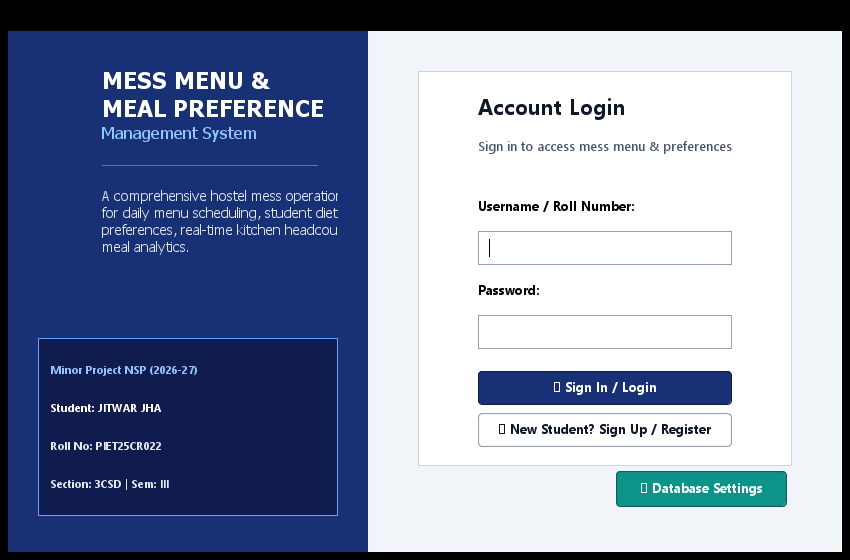 MESS MENU &
MEAL PREFERENCE
Management System
A comprehensive hostel mess operation
for daily menu scheduling, student diet
preferences, real-time kitchen headcou
meal analytics.
Minor Project NSP (2026-27)
Student: JITWAR JHA
Roll No: PIET25CR022
Section: 3CSD | Sem: III
Account Login
Sign in to access mess menu & preferences
Username / Roll Number:
Password:
Sign In / Login
New Student? Sign Up / Register
Database Settings